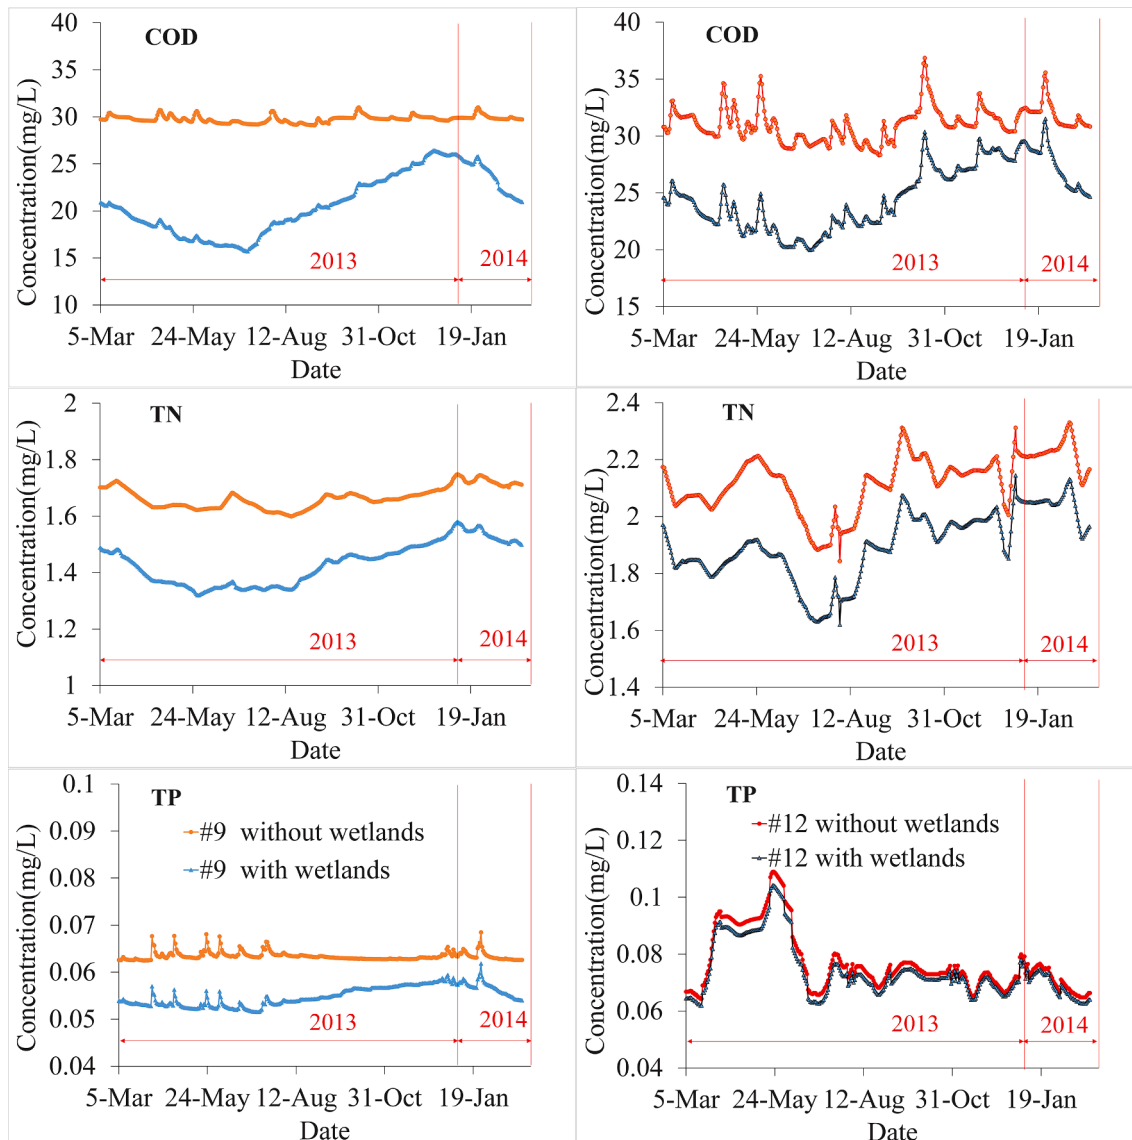 COD
Concentration(mg/L)
40
35
30
25
20
15
10
2013
2014
5-Mar 24-May 12-Aug 31-Oct 19-Jan
Date
COD
Concentration(mg/L)
40
35
30
25
20
15
2013
2014
5-Mar 24-May 12-Aug 31-Oct 19-Jan
Date
TN
Concentration(mg/L)
2
1.8
1.6
1.4
1.2
1
2013
2014
5-Mar 24-May 12-Aug 31-Oct 19-Jan
Date
TN
Concentration(mg/L)
2.4
2.2
2
1.8
1.6
1.4
2013
2014
5-Mar 24-May 12-Aug 31-Oct 19-Jan
Date
TP
#9 without wetlands
#9 with wetlands
Concentration(mg/L)
0.1
0.09
0.08
0.07
0.06
0.05
0.04
2013
2014
5-Mar 24-May 12-Aug 31-Oct 19-Jan
Date
TP
#12 without wetlands
#12 with wetlands
Concentration(mg/L)
0.14
0.12
0.1
0.08
0.06
0.04
2013
2014
5-Mar 24-May 12-Aug 31-Oct 19-Jan
Date